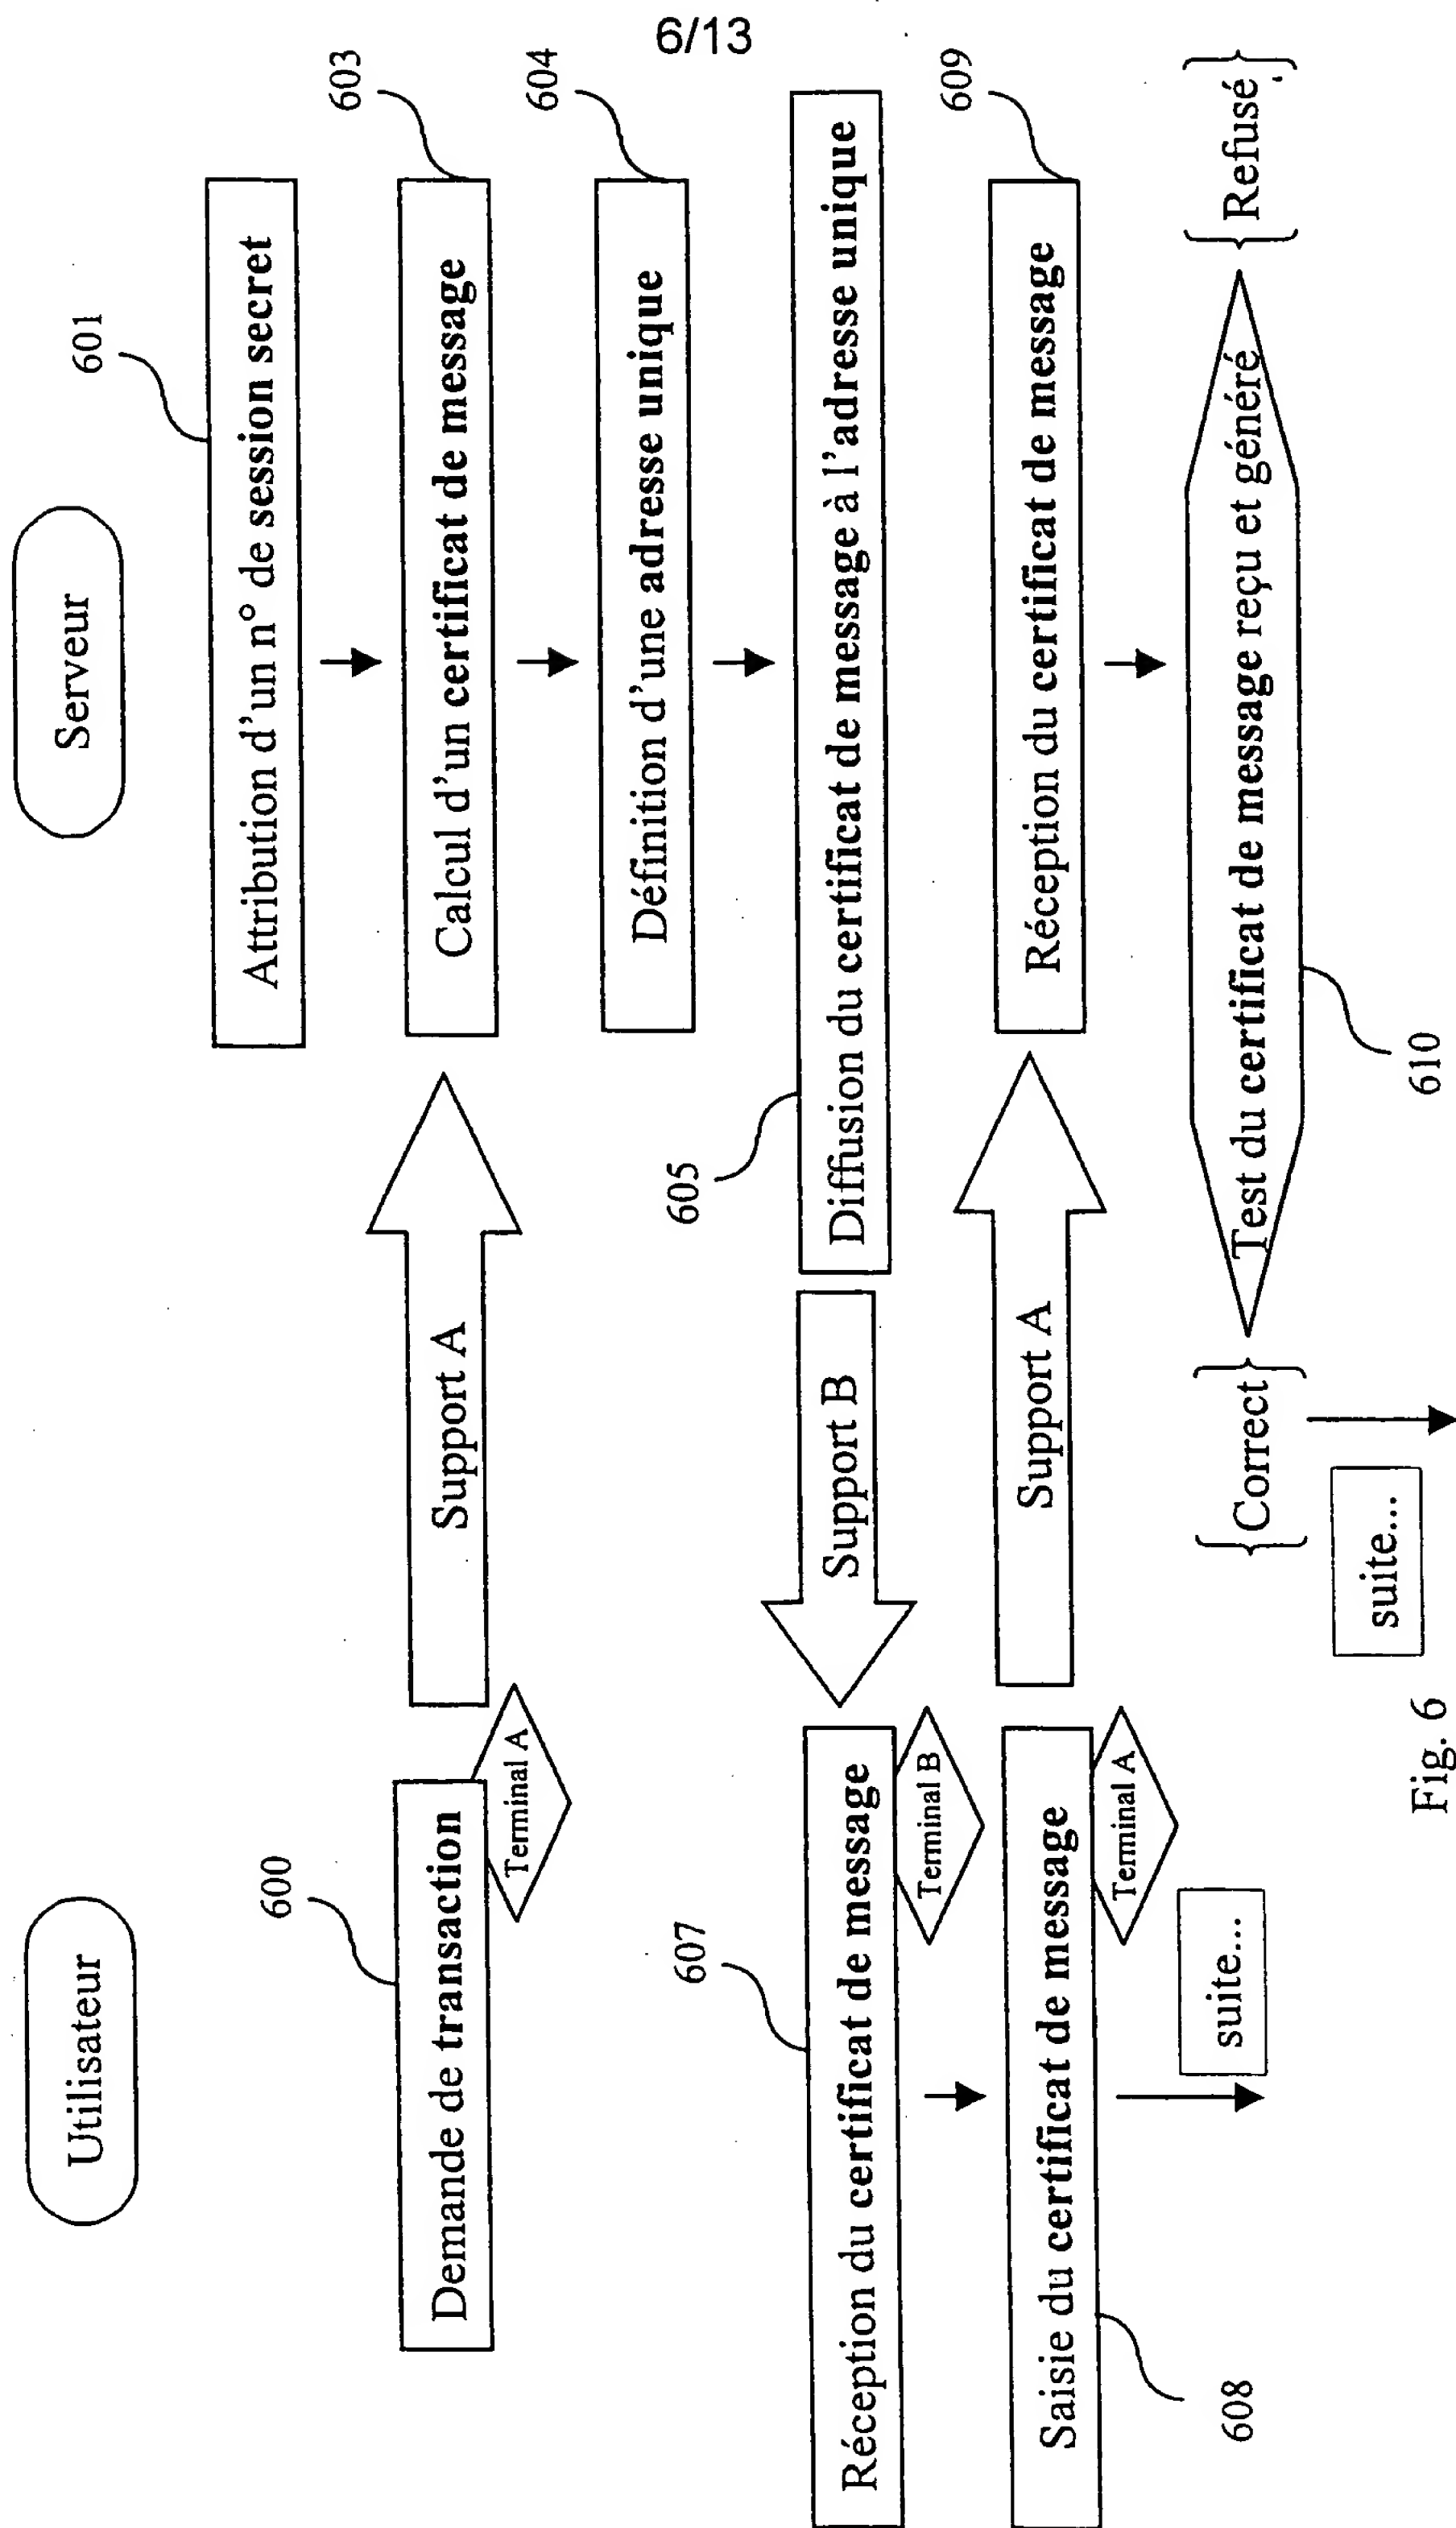 6/13
Utilisateur
Serveur
601
Attribution d'un n° de session secret
600
Demande de transaction
Terminal A
Support A
603
Calcul d'un certificat de message
604
Définition d'une adresse unique
605
Diffusion du certificat de message à l'adresse unique
Support B
607
Réception du certificat de message
Terminal B
608
Saisie du certificat de message
Terminal A
Support A
609
Réception du certificat de message
suite...
Correct
Test du certificat de message reçu et généré
Refusé
610
suite...
Fig. 6